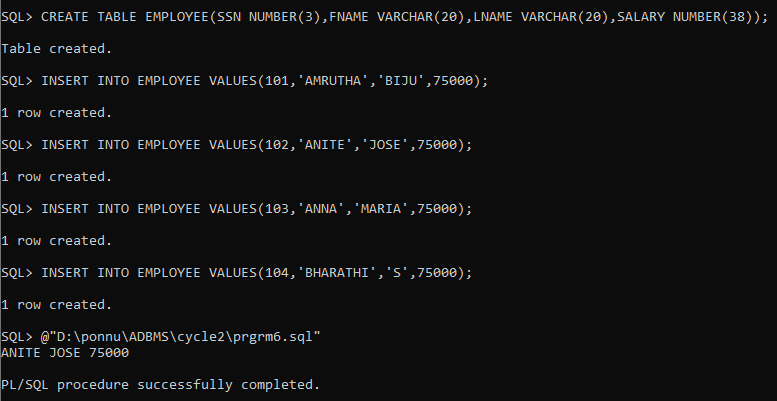 SQL> CREATE TABLE EMPLOYEE(SSN NUMBER(3),FNAME VARCHAR(20),LNAME VARCHAR(20),SALARY NUMBER(38));
Table created.
SQL> INSERT INTO EMPLOYEE VALUES(101,'AMRUTHA','BIJU',75000);
1 row created.
SQL> INSERT INTO EMPLOYEE VALUES(102,'ANITE','JOSE',75000);
1 row created.
SQL> INSERT INTO EMPLOYEE VALUES(103,'ANNA','MARIA',75000);
1 row created.
SQL> INSERT INTO EMPLOYEE VALUES(104,'BHARATHI','S',75000);
1 row created.
SQL> @"D:\ponnu\ADBMS\cycle2\prgrm6.sql"
ANITE JOSE 75000
PL/SQL procedure successfully completed.